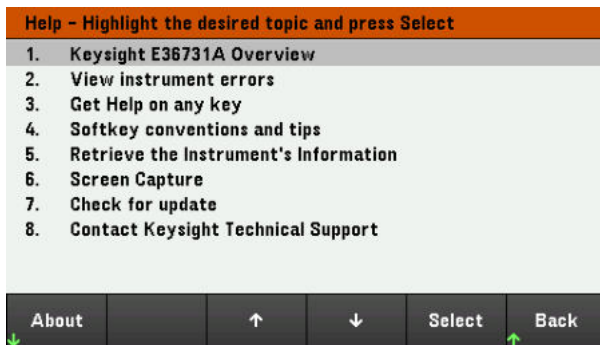 Help - Highlight the desired topic and press Select
1. Keysight E36731A Overview
2. View instrument errors
3. Get Help on any key
4. Softkey conventions and tips
5. Retrieve the Instrument's Information
6. Screen Capture
7. Check for update
8. Contact Keysight Technical Support
About ↑ ↓ Select Back